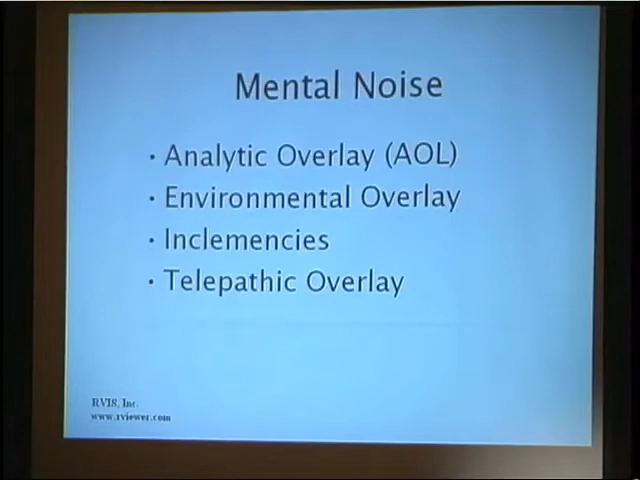 Mental Noise
· Analytic Overlay (AOL)
· Environmental Overlay
· Inclemencies
· Telepathic Overlay
RVIS, Inc.
www.rviewer.com